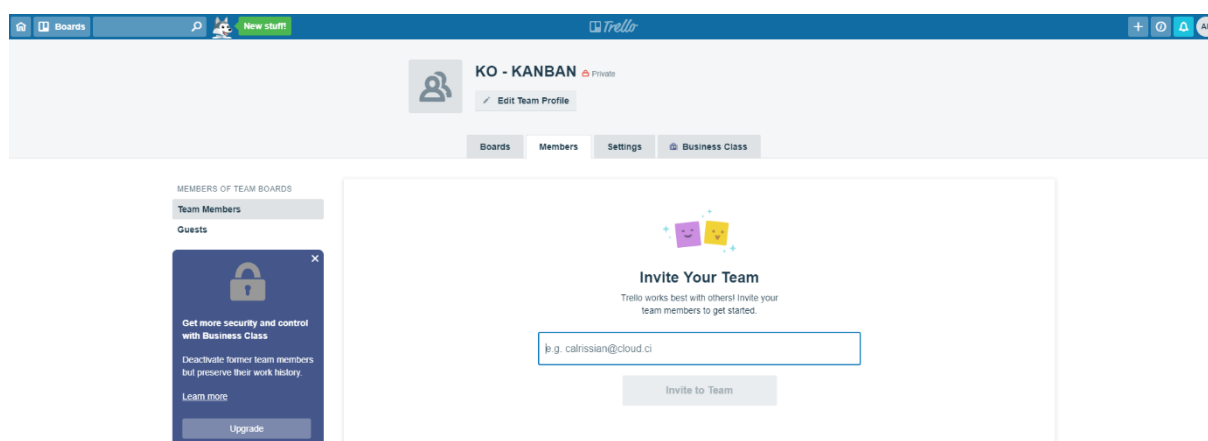 Boards
New stuff!
Trello
KO - KANBAN Private
Edit Team Profile
Boards Members Settings Business Class
MEMBERS OF TEAM BOARDS
Team Members
Guests
Get more security and control
with Business Class
Deactivate former team members
but preserve their work history.
Learn more
Upgrade
Invite Your Team
Trello works best with others! Invite your
team members to get started.
e.g. calrissian@cloud.ci
Invite to Team